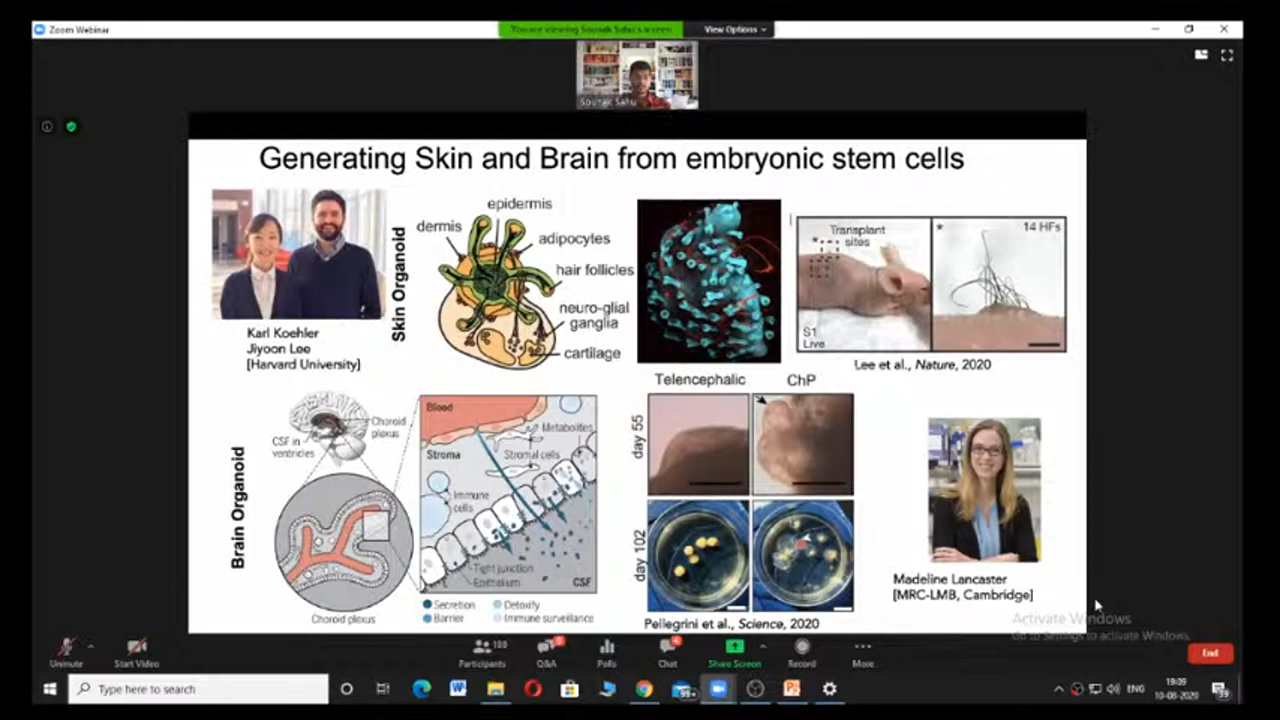 Zoom Webinar
You are viewing Sourak Sahu's screen
View Options
Sourak Sahu
Generating Skin and Brain from embryonic stem cells
Karl Koehler
Jiyoon Lee
[Harvard University]
Skin Organoid
epidermis
dermis
adipocytes
hair follicles
neuro-glial
ganglia
cartilage
Transplant
sites
*
S1
Live
*
14 HFs
Lee et al., Nature, 2020
Brain Organoid
Choroid
plexus
CSF in
ventricles
Choroid plexus
Blood
Metabolites
Stroma
Stromal cells
Immune
cells
Tight junction
Epithelium
CSF
Secretion
Detoxify
Barrier
Immune surveillance
Telencephalic
ChP
day 55
day 102
Pellegrini et al., Science, 2020
Madeline Lancaster
[MRC-LMB, Cambridge]
Activate Windows
Go to Settings to activate Windows.
Unmute
Start Video
Participants
Q&A
Polls
Chat
4
Share Screen
Record
More
End
Type here to search
99+
ENG
19:09
10-08-2020